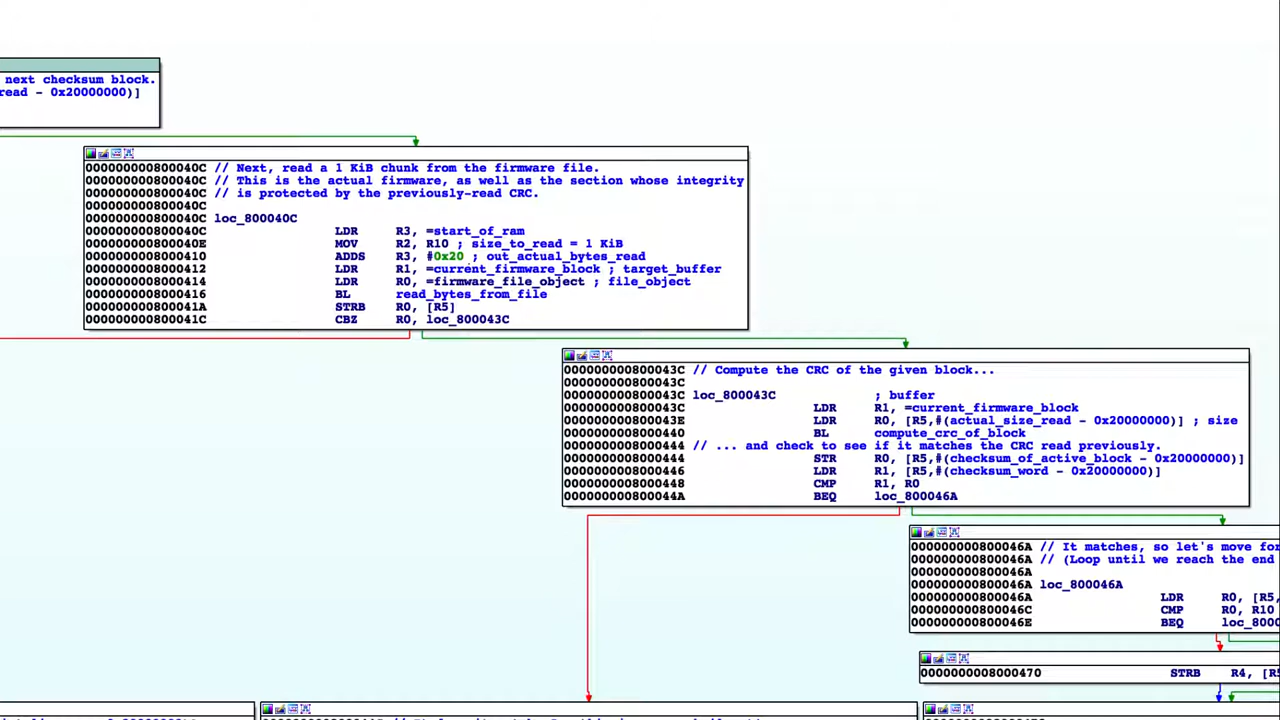 next checksum block.
read - 0x20000000)]
000000000800040C // Next, read a 1 KiB chunk from the firmware file.
000000000800040C // This is the actual firmware, as well as the section whose integrity
000000000800040C // is protected by the previously-read CRC.
000000000800040C
000000000800040C loc_800040C
000000000800040C LDR R3, =start_of_ram
000000000800040E MOV R2, R10 ; size_to_read = 1 KiB
0000000008000410 ADDS R3, #0x20 ; out_actual_bytes_read
0000000008000412 LDR R1, =current_firmware_block ; target_buffer
0000000008000414 LDR R0, =firmware_file_object ; file_object
0000000008000416 BL read_bytes_from_file
000000000800041A STRB R0, [R5]
000000000800041C CBZ R0, loc_800043C
000000000800043C // Compute the CRC of the given block...
000000000800043C
000000000800043C loc_800043C ; buffer
000000000800043C LDR R1, =current_firmware_block
000000000800043E LDR R0, [R5,#(actual_size_read - 0x20000000)] ; size
0000000008000440 BL compute_crc_of_block
0000000008000444 // ... and check to see if it matches the CRC read previously.
0000000008000444 STR R0, [R5,#(checksum_of_active_block - 0x20000000)]
0000000008000446 LDR R1, [R5,#(checksum_word - 0x20000000)]
0000000008000448 CMP R1, R0
000000000800044A BEQ loc_800046A
000000000800046A // It matches, so let's move for
000000000800046A // (Loop until we reach the end
000000000800046A
000000000800046A loc_800046A
000000000800046A LDR R0, [R5,
000000000800046C CMP R0, R10
000000000800046E BEQ loc_8000
0000000008000470 STRB R4, [R5